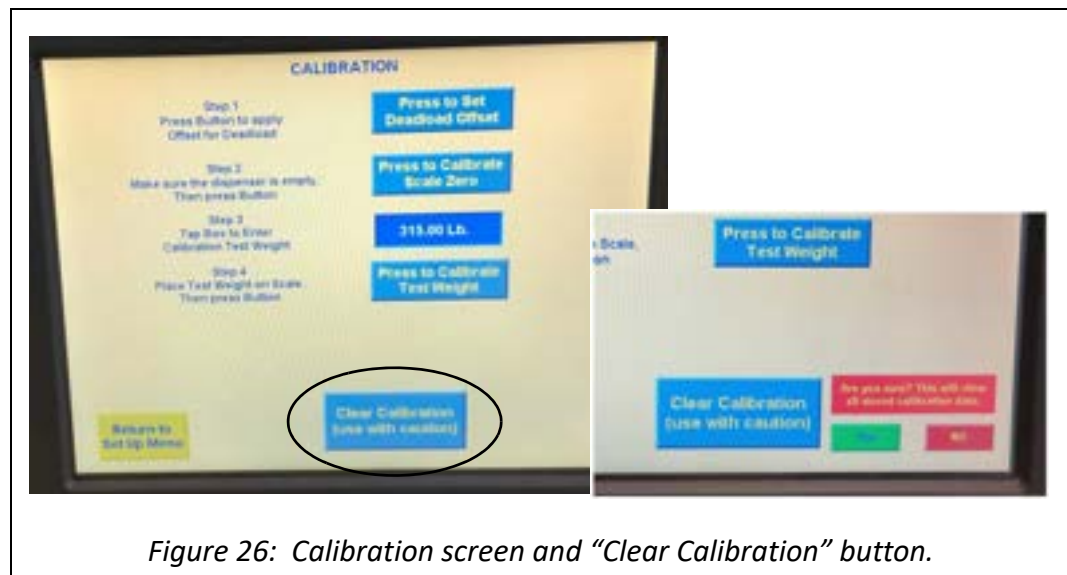 CALIBRATION
Step 1
Press Button to apply
Offset for Deadload
Press to Set
Deadload Offset
Step 2
Make sure the dispenser is empty,
Then press Button
Press to Calibrate
Scale Zero
Step 3
Tap Box to Enter
Calibration Test Weight
315.00 Lb.
Step 4
Place Test Weight on Scale
Then press Button
Press to Calibrate
Test Weight
Return to
Set Up Menu
Clear Calibration
(use with caution)
Scale,
Press to Calibrate
Test Weight
Clear Calibration
(use with caution)
Are you sure? This will clear
all stored calibration data.
Yes
No
Figure 26: Calibration screen and “Clear Calibration” button.